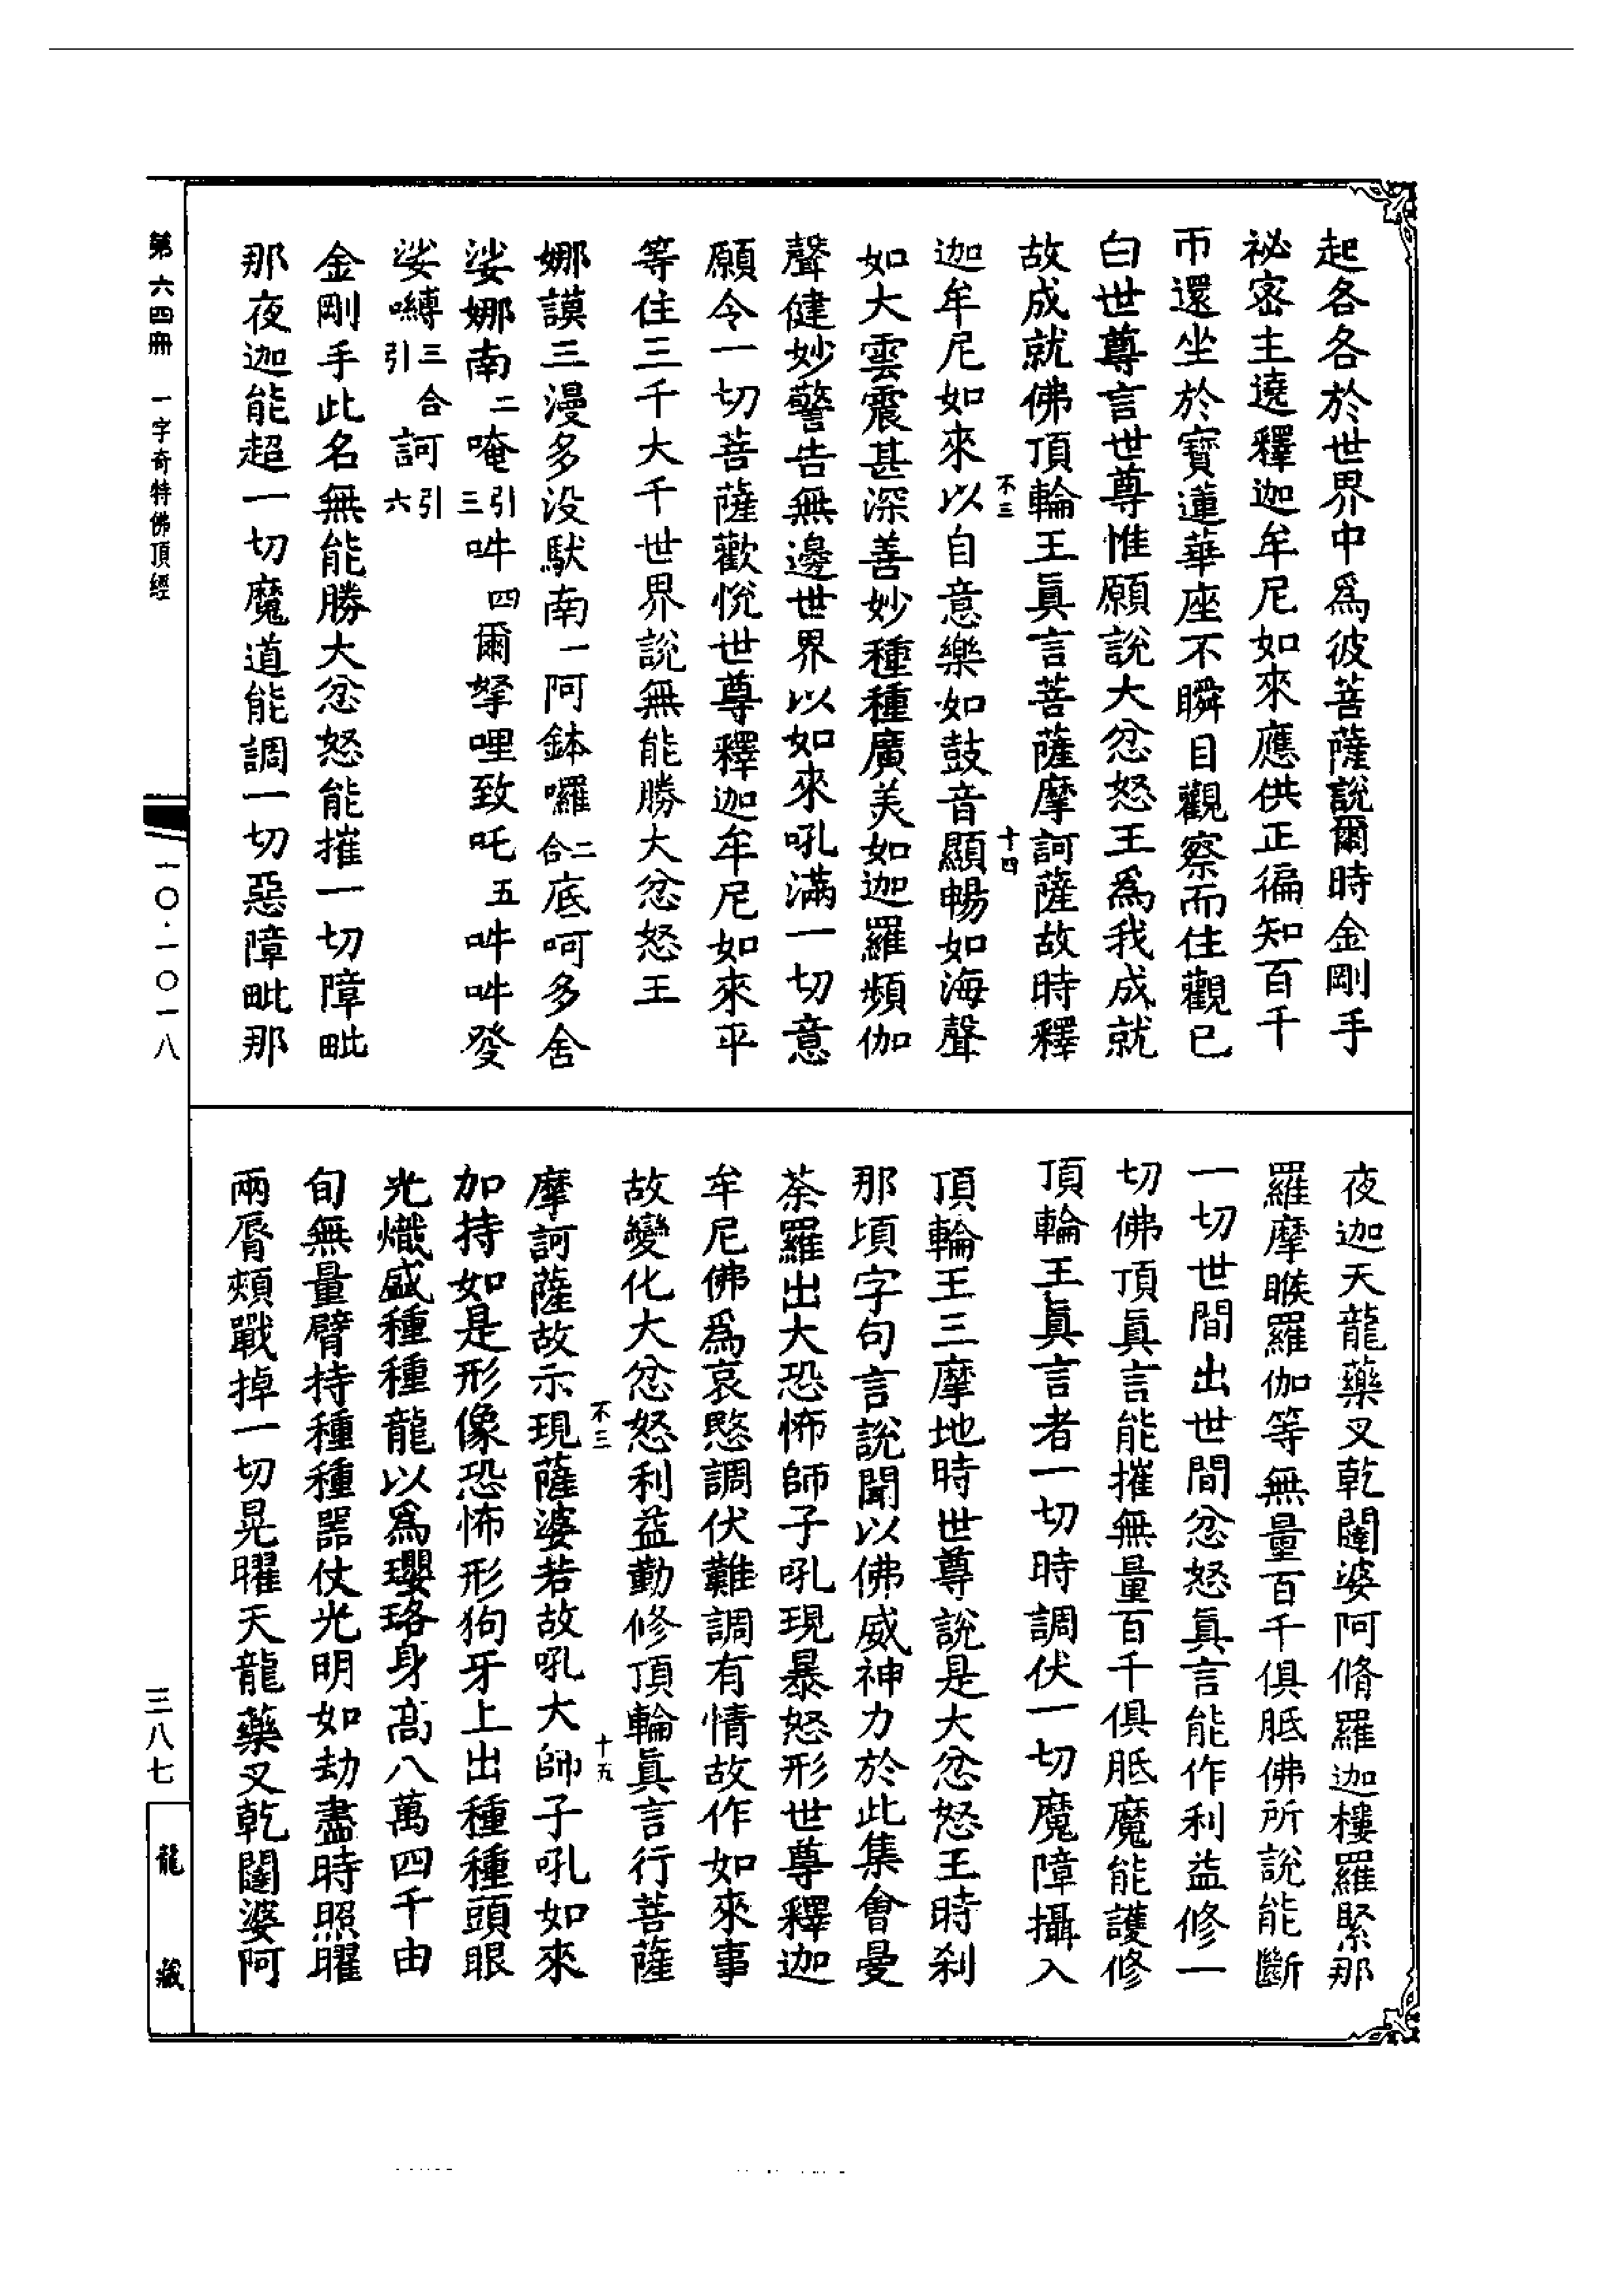 起各各於世界中爲彼菩薩說爾時金剛手
祕密主遶釋迦牟尼如來應供正徧知百千
帀還坐於寶蓮華座不瞬目觀察而住觀已
白世尊言世尊惟願說大忿怒王爲我成就
故成就佛頂輪王眞言菩薩摩訶薩故時釋
不三
十四
迦牟尼如來以自意樂如鼓音顯暢如海聲
如大雲震甚深善妙種種廣美如迦羅頻伽
聲健妙警告無邊世界以如來吼滿一切意
願令一切菩薩歡悅世尊釋迦牟尼如來平
等住三千大千世界說無能勝大忿怒王
娜謨三漫多没馱南一阿鉢囉二合底呵多舍
娑娜南二唵引三吽四爾拏哩致吒五吽吽發
娑嚩三合引訶引六
金剛手此名無能勝大忿怒能摧一切障毗
那夜迦能超一切魔道能調一切惡障毗那
夜迦天龍藥叉乾闥婆阿脩羅迦樓羅緊那
羅摩睺羅伽等無量百千俱胝佛所說能斷
一切世間出世間忿怒眞言能作利益修一
切佛頂眞言能摧無量百千俱胝魔能護修
頂輪王眞言者一切時調伏一切魔障攝入
頂輪王三摩地時世尊說是大忿怒王時刹
那頃字句言說聞以佛威神力於此集會曼
荼羅出大恐怖師子吼現暴怒形世尊釋迦
牟尼佛爲哀愍調伏難調有情故作如來事
故變化大忿怒利益勤修頂輪眞言行菩薩
不三
十五
摩訶薩故示現薩婆若故吼大師子吼如來
加持如是形像恐怖形狗牙上出種種頭眼
光熾盛種種龍以爲瓔珞身高八萬四千由
旬無量臂持種種器仗光明如劫盡時照曜
兩脣頰戰掉一切晃曜天龍藥叉乾闥婆阿
第六四冊 一字奇特佛頂經
一〇·一〇一八
三八七
龍藏